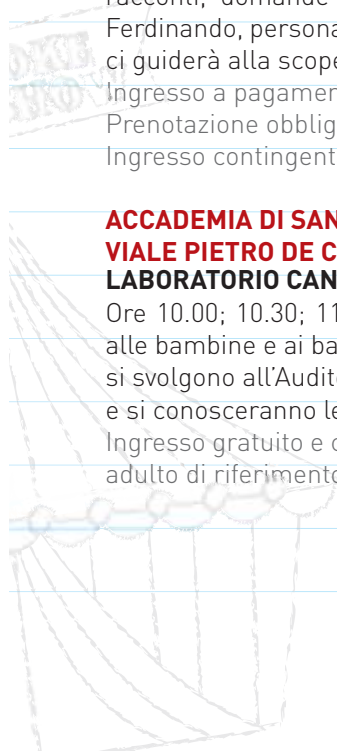 racconti, domande
Ferdinando, persona
ci guiderà alla scope
Ingresso a pagamen
Prenotazione obblig
Ingresso contingent
ACCADEMIA DI SAN
VIALE PIETRO DE C
LABORATORIO CAN
Ore 10.00; 10.30; 11
alle bambine e ai ba
si svolgono all’Audit
e si conosceranno le
Ingresso gratuito e c
adulto di riferimento